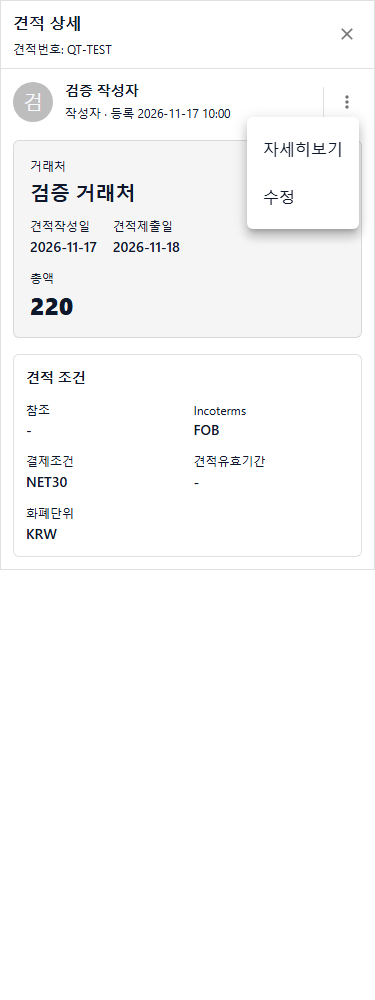 견적 상세
견적번호: QT-TEST
검
검증 작성자
작성자 · 등록 2026-11-17 10:00
자세히보기
수정
거래처
검증 거래처
견적작성일 견적제출일
2026-11-17 2026-11-18
총액
220
견적 조건
참조 Incoterms
- FOB
결제조건 견적유효기간
NET30 -
화폐단위
KRW